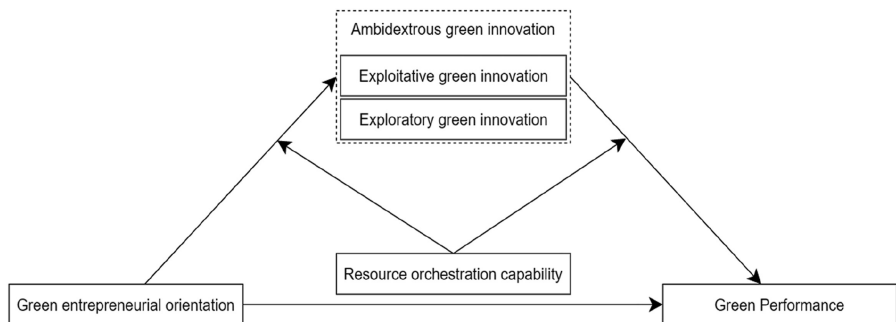 Ambidextrous green innovation
Exploitative green innovation
Exploratory green innovation
Resource orchestration capability
Green entrepreneurial orientation
Green Performance